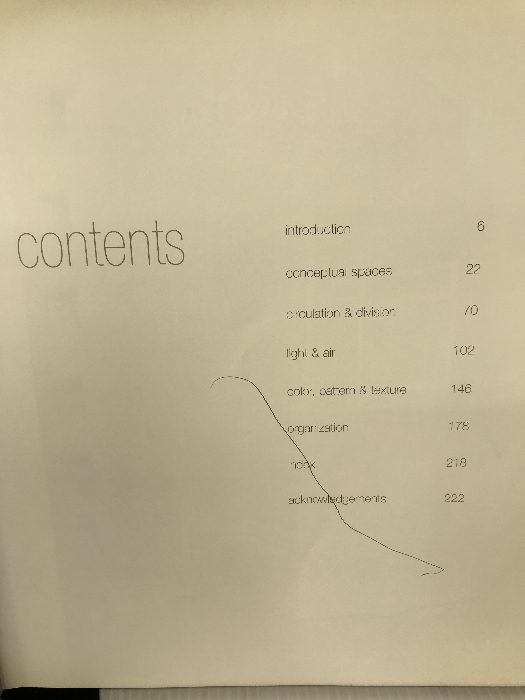 contents
introduction 6
conceptual spaces 22
circulation & division 70
light & air 102
color, pattern & texture 146
organization 178
index 218
acknowledgements 222